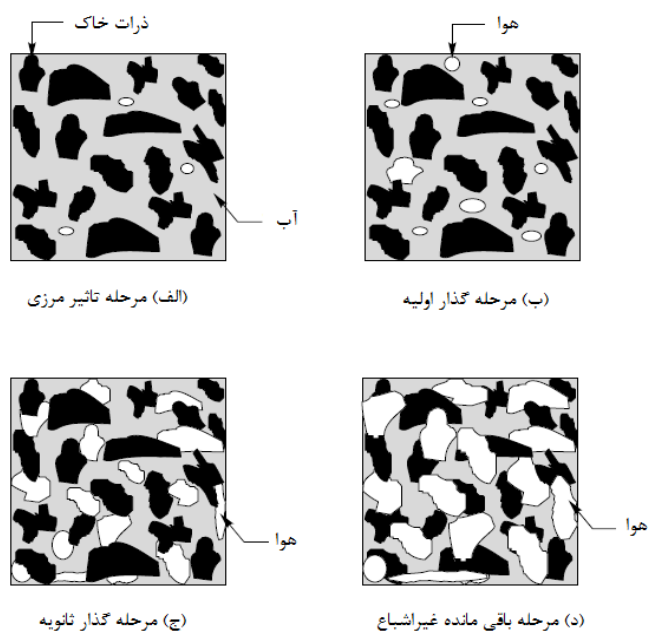 ذرات خاک
هوا
آب
(الف) مرحله تاثیر مرزی
(ب) مرحله گذار اولیه
هوا
هوا
(ج) مرحله گذار ثانویه
(د) مرحله باقی مانده غیراشباع